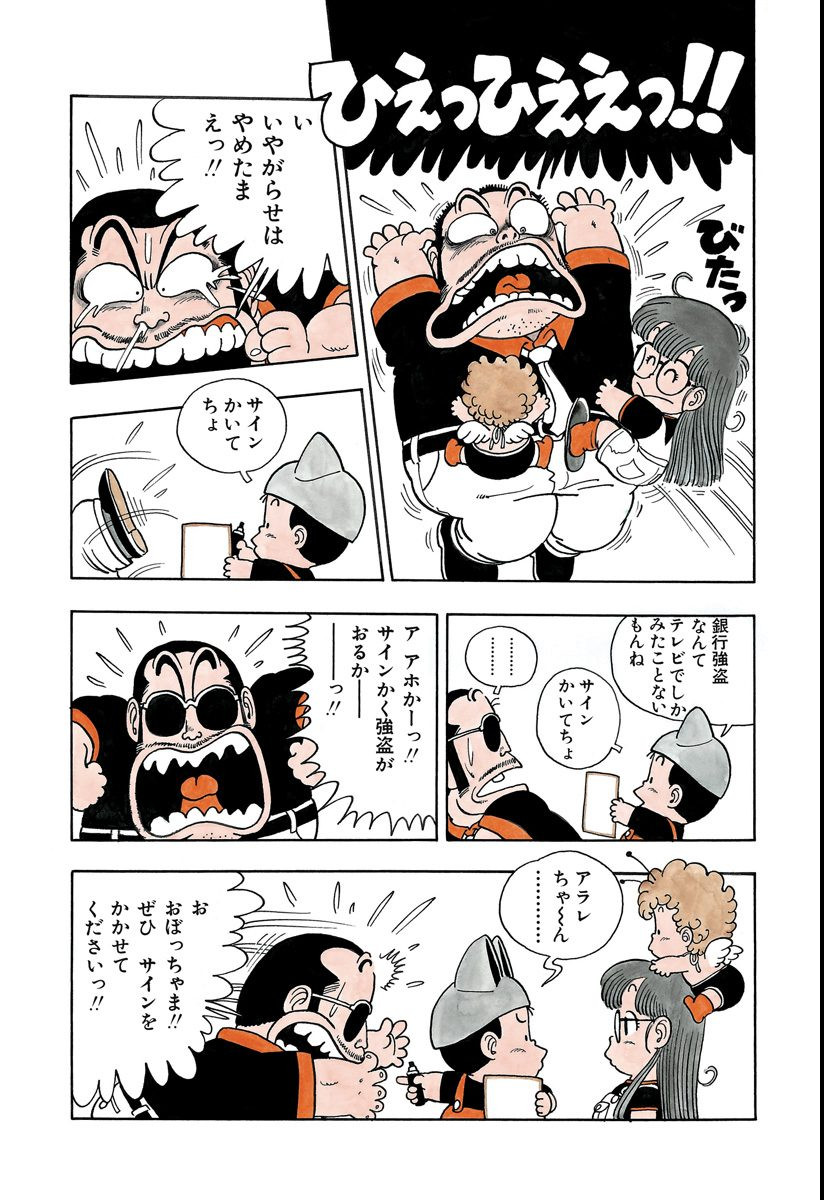 ひえっひええっ!!
びたっ
い
いやがらせは
やめたま
えっ!!
サイン
かいて
ちょ
銀行強盗
なんて
テレビでしか
みたことない
もんね
サイン
かいてちょ
…………
…………
ア アホかーっ!!
サインかく強盗が
おるか──
──っ!!
アラレ
ちゃ〜ん
…………
お
おぼっちゃま!!
ぜひ サインを
かかせて
くださいっ!!